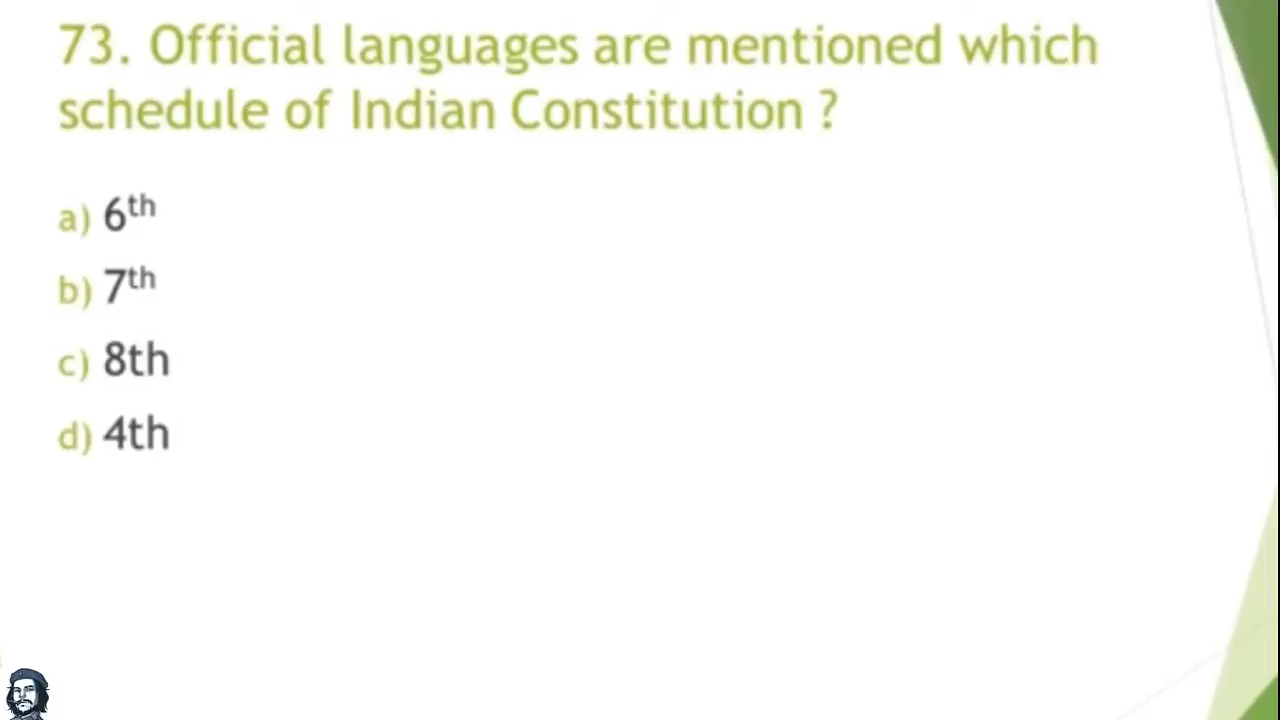 73. Official languages are mentioned which
schedule of Indian Constitution ?
a) 6th
b) 7th
c) 8th
d) 4th